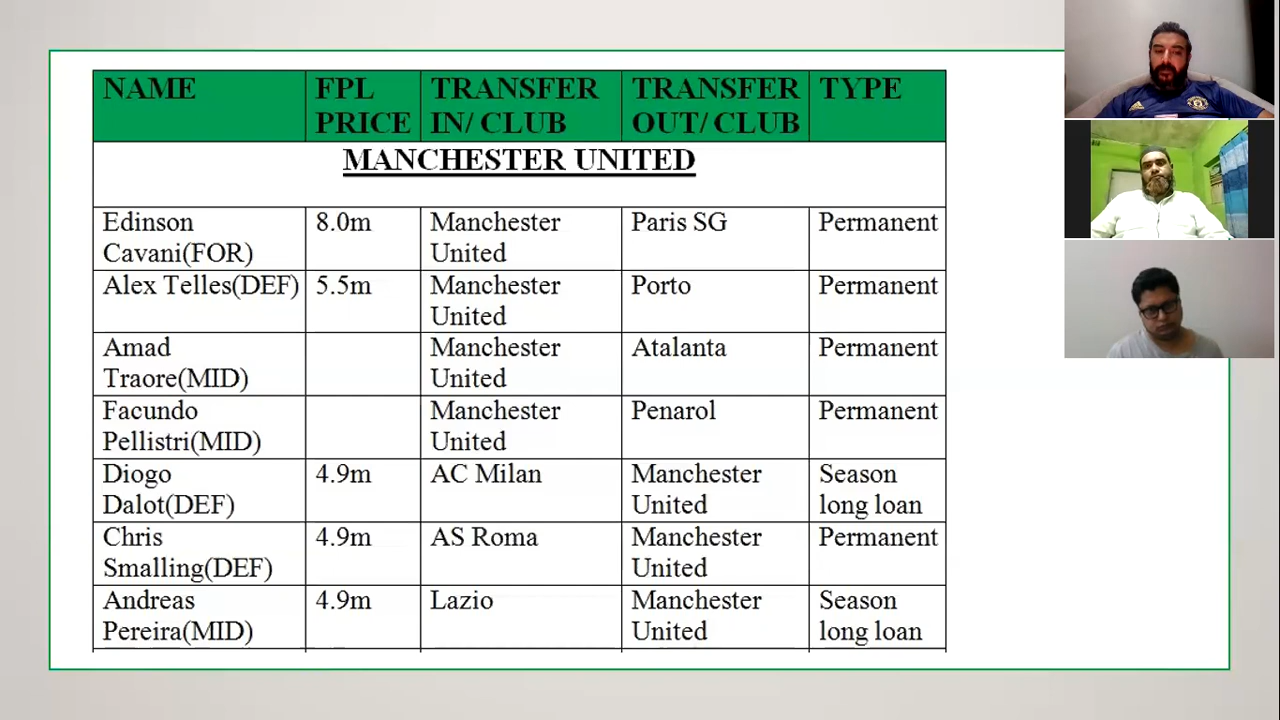 NAME FPL PRICE TRANSFER IN/ CLUB TRANSFER OUT/ CLUB TYPE
MANCHESTER UNITED
Edinson Cavani(FOR) 8.0m Manchester United Paris SG Permanent
Alex Telles(DEF) 5.5m Manchester United Porto Permanent
Amad Traore(MID) Manchester United Atalanta Permanent
Facundo Pellistri(MID) Manchester United Penarol Permanent
Diogo Dalot(DEF) 4.9m AC Milan Manchester United Season long loan
Chris Smalling(DEF) 4.9m AS Roma Manchester United Permanent
Andreas Pereira(MID) 4.9m Lazio Manchester United Season long loan